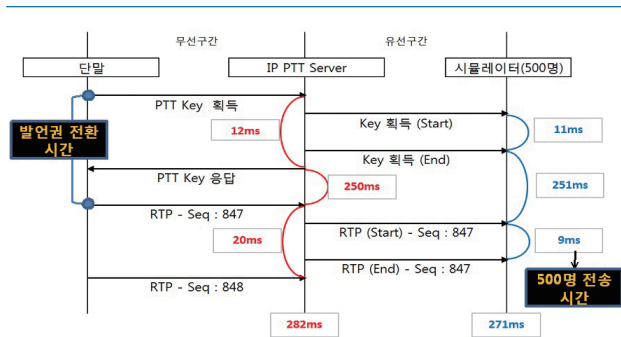 무선구간
유선구간
단말
IP PTT Server
시뮬레이터(500명)
PTT Key 획득
Key 획득 (Start)
발언권 전환
시간
12ms
11ms
Key 획득 (End)
PTT Key 응답
250ms
251ms
RTP - Seq : 847
RTP (Start) - Seq : 847
20ms
9ms
RTP (End) - Seq : 847
RTP - Seq : 848
500명 전송
시간
282ms
271ms